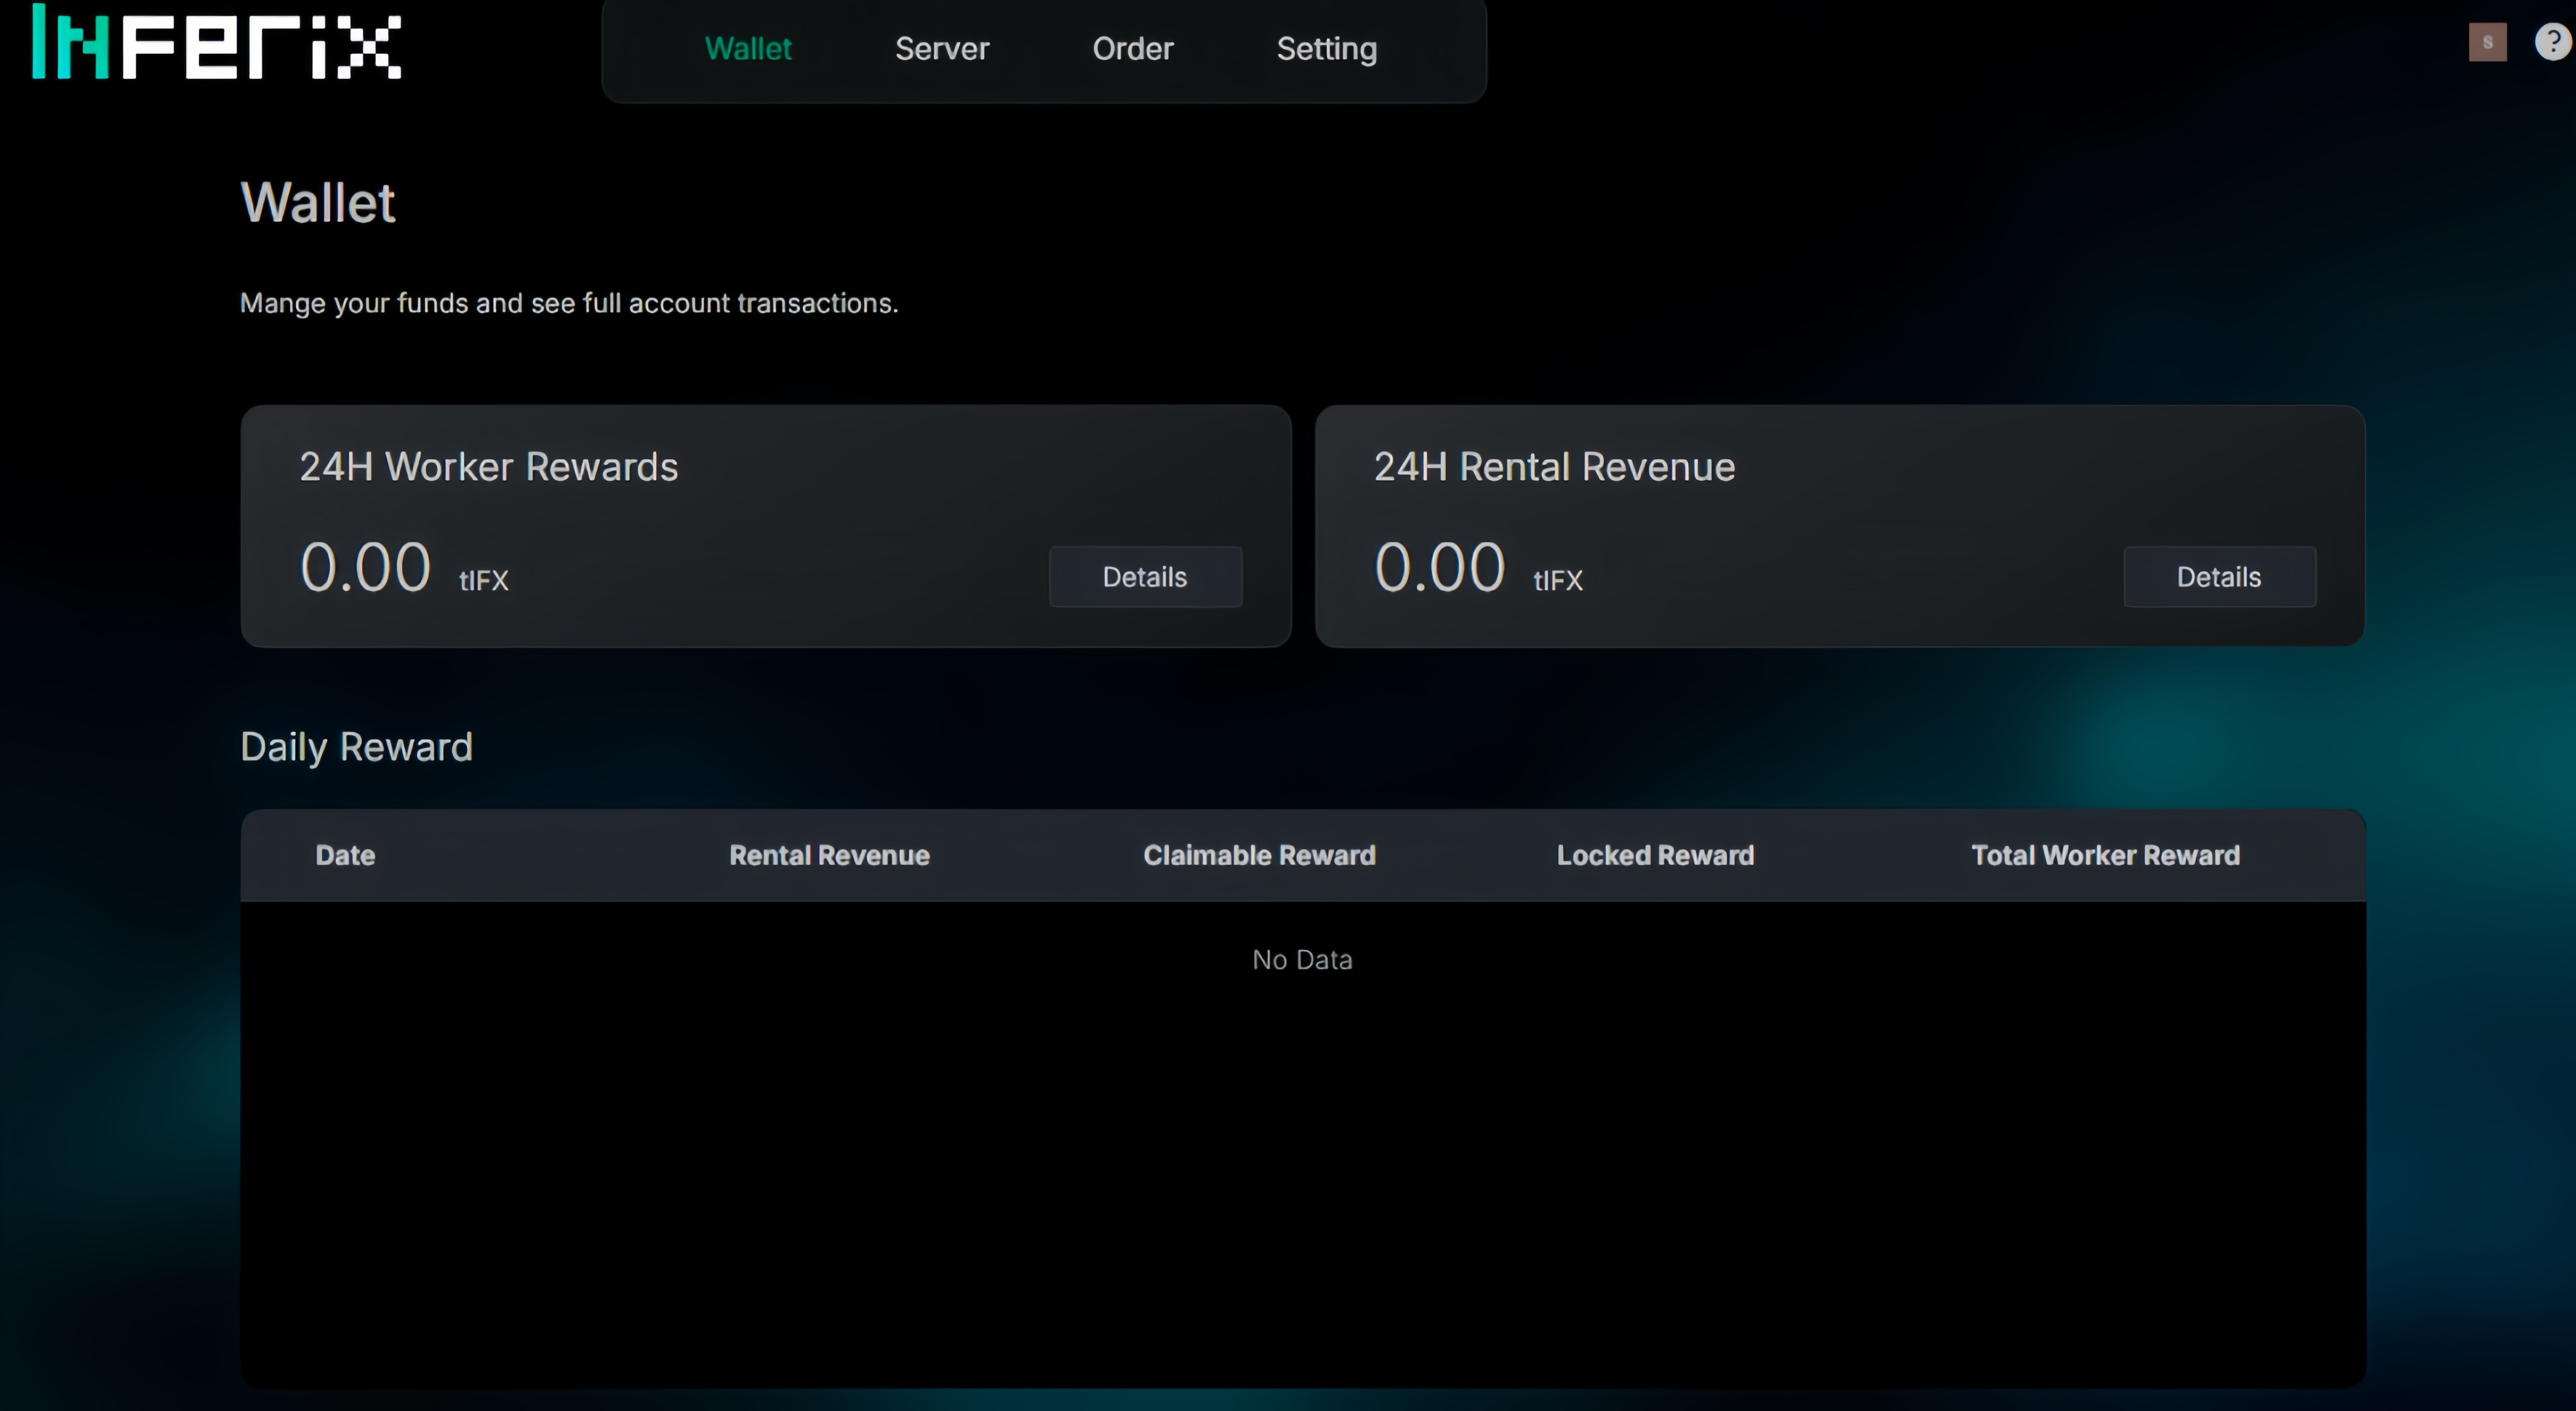 Inferix
Wallet Server Order Setting
S ?
Wallet
Mange your funds and see full account transactions.
24H Worker Rewards
0.00 tIFX
Details
24H Rental Revenue
0.00 tIFX
Details
Daily Reward
Date Rental Revenue Claimable Reward Locked Reward Total Worker Reward
No Data